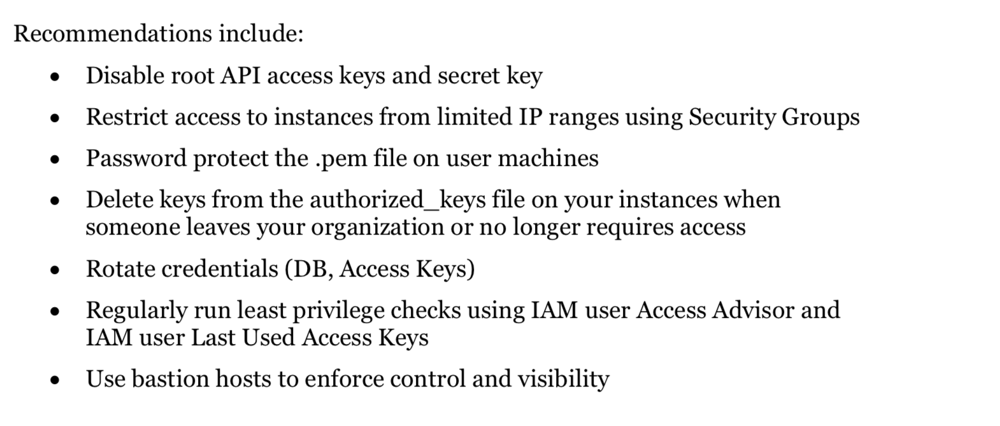 Recommendations include:
• Disable root API access keys and secret key
• Restrict access to instances from limited IP ranges using Security Groups
• Password protect the .pem file on user machines
• Delete keys from the authorized_keys file on your instances when
someone leaves your organization or no longer requires access
• Rotate credentials (DB, Access Keys)
• Regularly run least privilege checks using IAM user Access Advisor and
IAM user Last Used Access Keys
• Use bastion hosts to enforce control and visibility